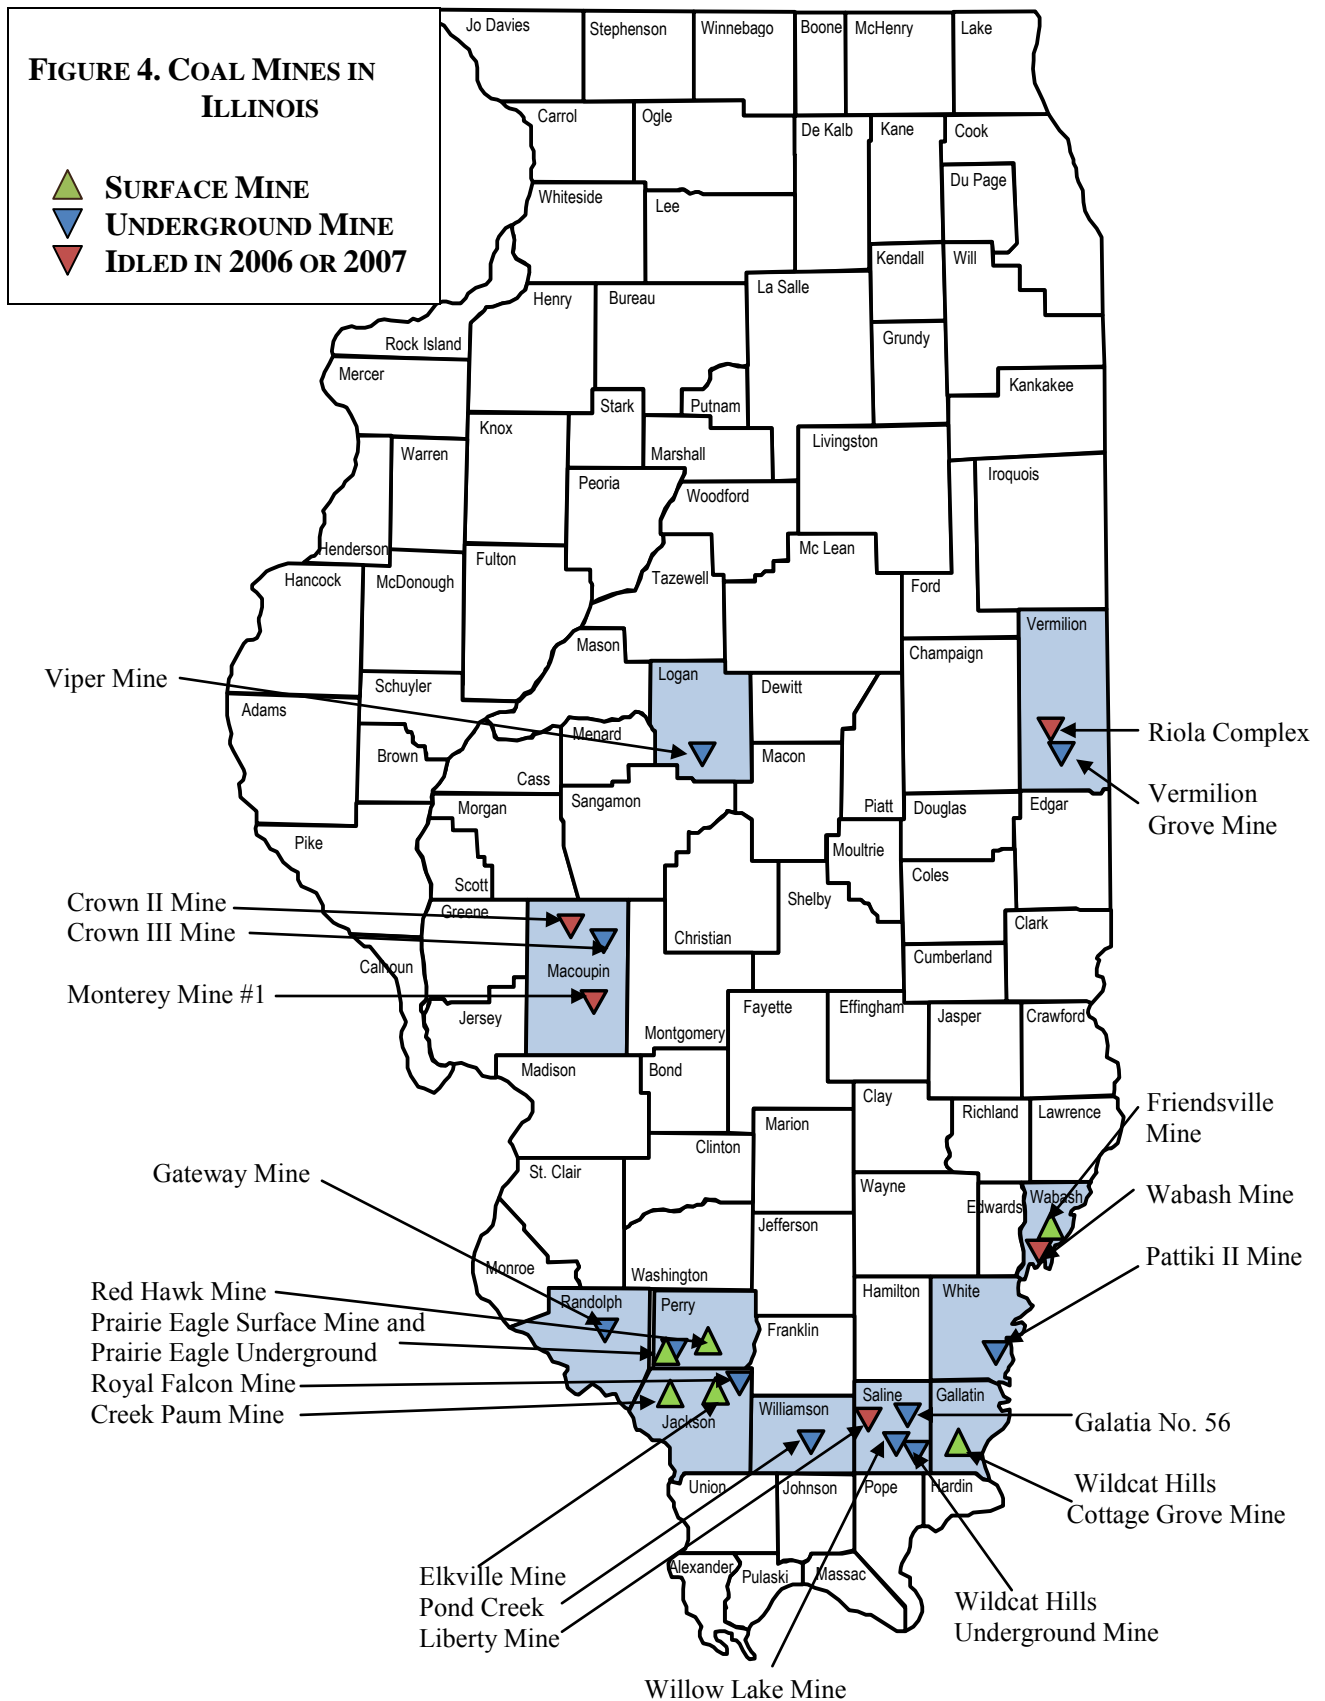 FIGURE 4. COAL MINES IN
ILLINOIS
SURFACE MINE
UNDERGROUND MINE
IDLED IN 2006 OR 2007
Jo Davies
Stephenson
Winnebago
Boone
McHenry
Lake
Carrol
Ogle
De Kalb
Kane
Cook
Du Page
Whiteside
Lee
Kendall
Will
Henry
Bureau
La Salle
Rock Island
Grundy
Mercer
Kankakee
Stark
Putnam
Knox
Warren
Marshall
Livingston
Iroquois
Peoria
Woodford
Henderson
Fulton
Mc Lean
Hancock
McDonough
Tazewell
Ford
Vermilion
Mason
Champaign
Viper Mine
Logan
Dewitt
Schuyler
Adams
Menard
Riola Complex
Brown
Macon
Cass
Vermilion
Grove Mine
Morgan
Sangamon
Piatt
Douglas
Edgar
Pike
Moultrie
Scott
Coles
Shelby
Crown II Mine
Greene
Clark
Crown III Mine
Christian
Cumberland
Calhoun
Macoupin
Monterey Mine #1
Jersey
Montgomery
Fayette
Effingham
Jasper
Crawford
Madison
Bond
Clay
Friendsville
Mine
Richland
Lawrence
Marion
Clinton
Gateway Mine
St. Clair
Wayne
Edwards
Wabash
Wabash Mine
Jefferson
Pattiki II Mine
Monroe
Washington
Red Hawk Mine
Randolph
Perry
Hamilton
White
Prairie Eagle Surface Mine and
Prairie Eagle Underground
Franklin
Royal Falcon Mine
Creek Paum Mine
Jackson
Williamson
Saline
Gallatin
Galatia No. 56
Union
Johnson
Pope
Hardin
Wildcat Hills
Cottage Grove Mine
Elkville Mine
Pond Creek
Liberty Mine
Alexander
Pulaski
Massac
Wildcat Hills
Underground Mine
Willow Lake Mine